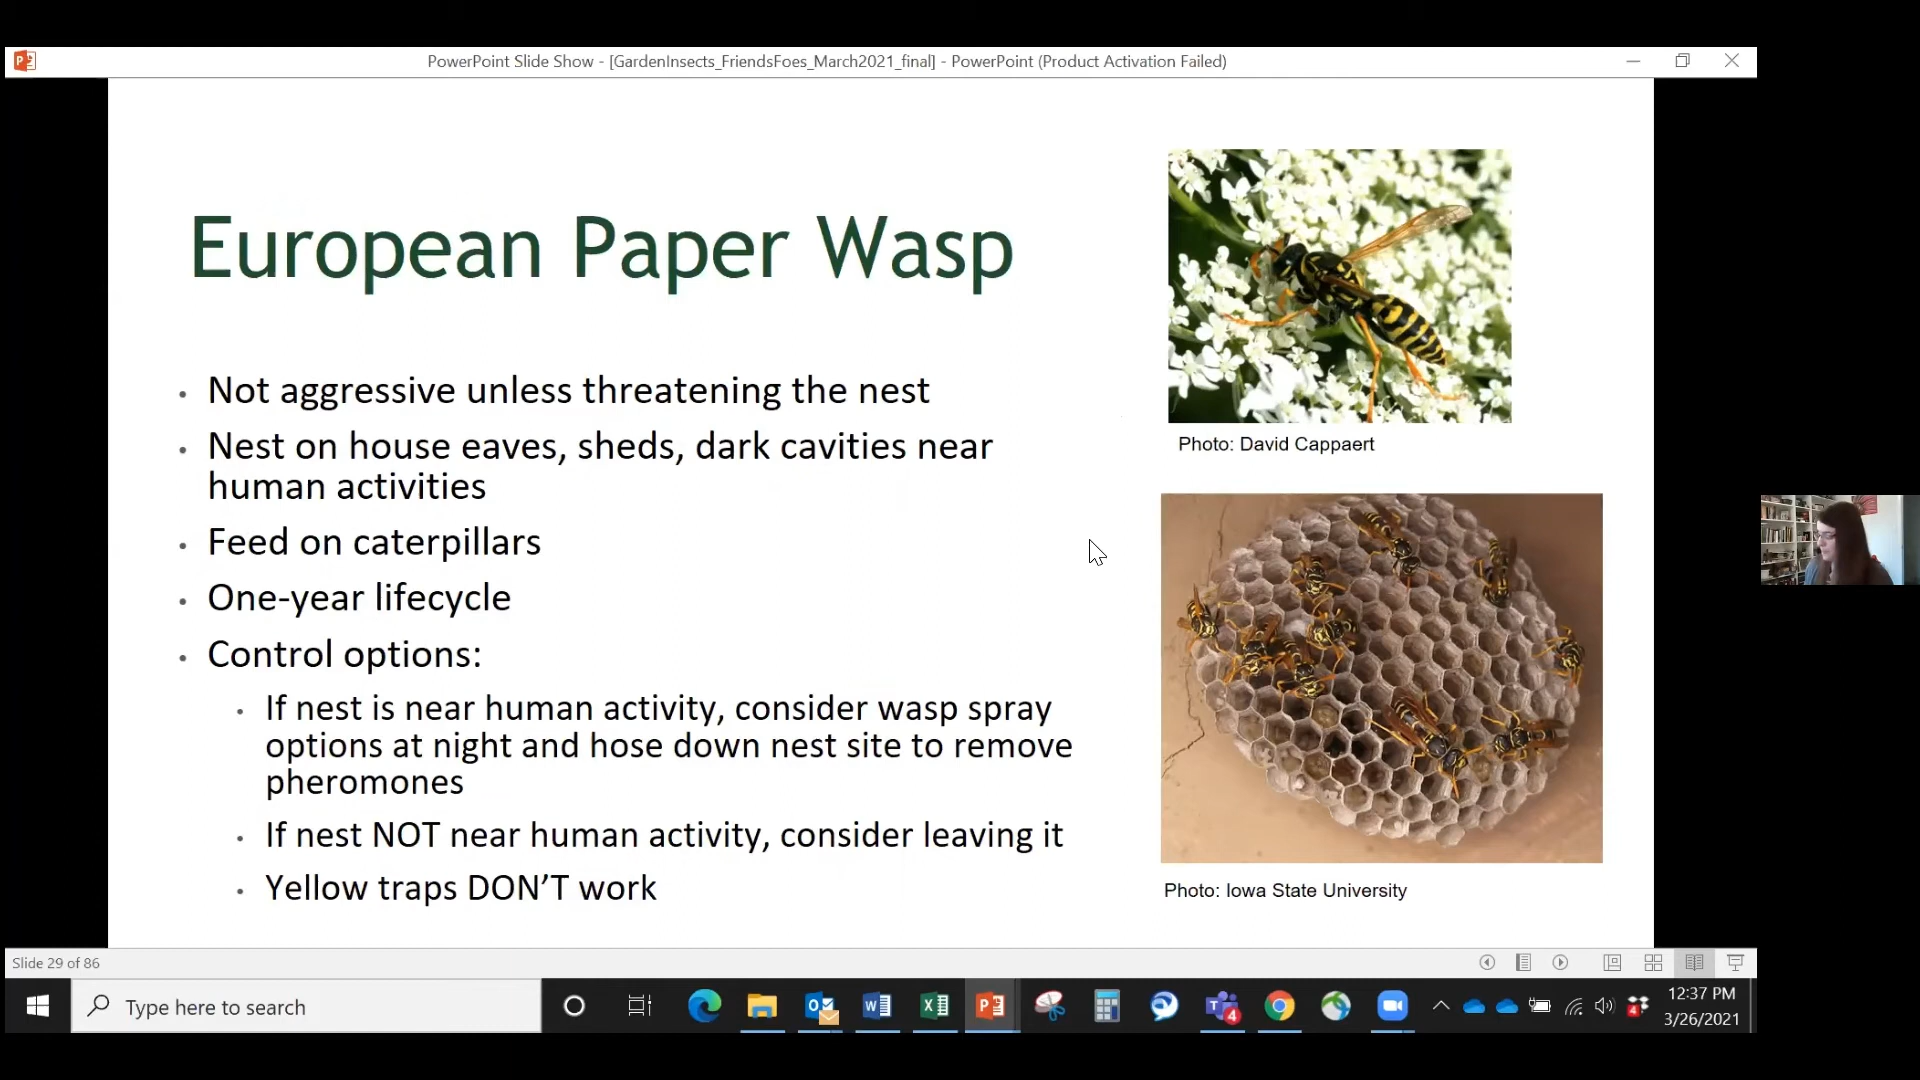 PowerPoint Slide Show - [GardenInsects_FriendsFoes_March2021_final] - PowerPoint (Product Activation Failed)
European Paper Wasp
• Not aggressive unless threatening the nest
• Nest on house eaves, sheds, dark cavities near
human activities
• Feed on caterpillars
• One-year lifecycle
• Control options:
• If nest is near human activity, consider wasp spray
options at night and hose down nest site to remove
pheromones
• If nest NOT near human activity, consider leaving it
• Yellow traps DON’T work
Photo: David Cappaert
Photo: Iowa State University
Slide 29 of 86
Type here to search
4
12:37 PM
3/26/2021